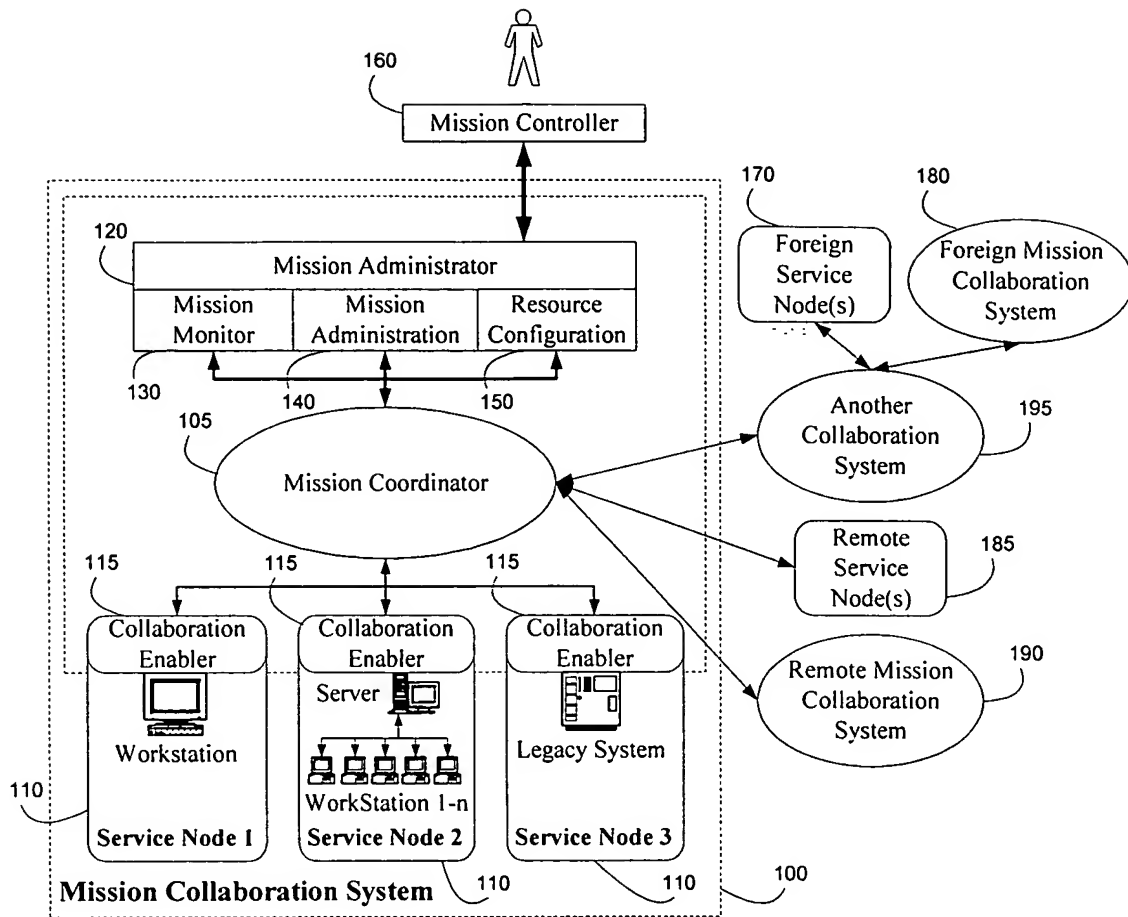 160
Mission Controller
170
180
120
Mission Administrator
Mission
Monitor
Mission
Administration
Resource
Configuration
Foreign
Service
Node(s)
Foreign Mission
Collaboration
System
130
140
150
105
Mission Coordinator
Another
Collaboration
System
195
Remote
Service
Node(s)
185
115
115
115
Collaboration
Enabler
Collaboration
Enabler
Collaboration
Enabler
Remote Mission
Collaboration
System
190
Workstation
Server
Legacy System
WorkStation 1-n
110
Service Node 1
Service Node 2
Service Node 3
Mission Collaboration System
110
110
100